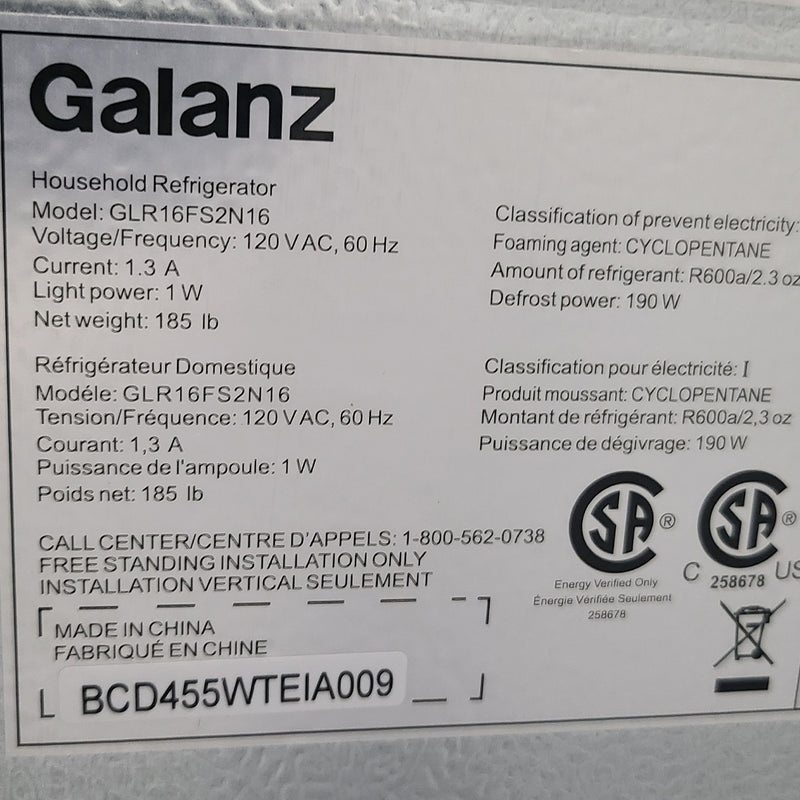 Galanz
Household Refrigerator
Model: GLR16FS2N16
Voltage/Frequency: 120 V AC, 60 Hz
Current: 1.3 A
Light power: 1 W
Net weight: 185 lb
Classification of prevent electricity:
Foaming agent: CYCLOPENTANE
Amount of refrigerant: R600a/2.3 oz
Defrost power: 190 W
Réfrigérateur Domestique
Modéle: GLR16FS2N16
Tension/Fréquence: 120 V AC, 60 Hz
Courant: 1,3 A
Puissance de l'ampoule: 1 W
Poids net: 185 lb
Classification pour électricité: I
Produit moussant: CYCLOPENTANE
Montant de réfrigérant: R600a/2,3 oz
Puissance de dégivrage: 190 W
CALL CENTER/CENTRE D'APPELS: 1-800-562-0738
FREE STANDING INSTALLATION ONLY
INSTALLATION VERTICAL SEULEMENT
SA ®
Energy Verified Only
Énergie Vérifiée Seulement
258678
SA ®
C 258678 US
MADE IN CHINA
FABRIQUÉ EN CHINE
BCD455WTEIA009